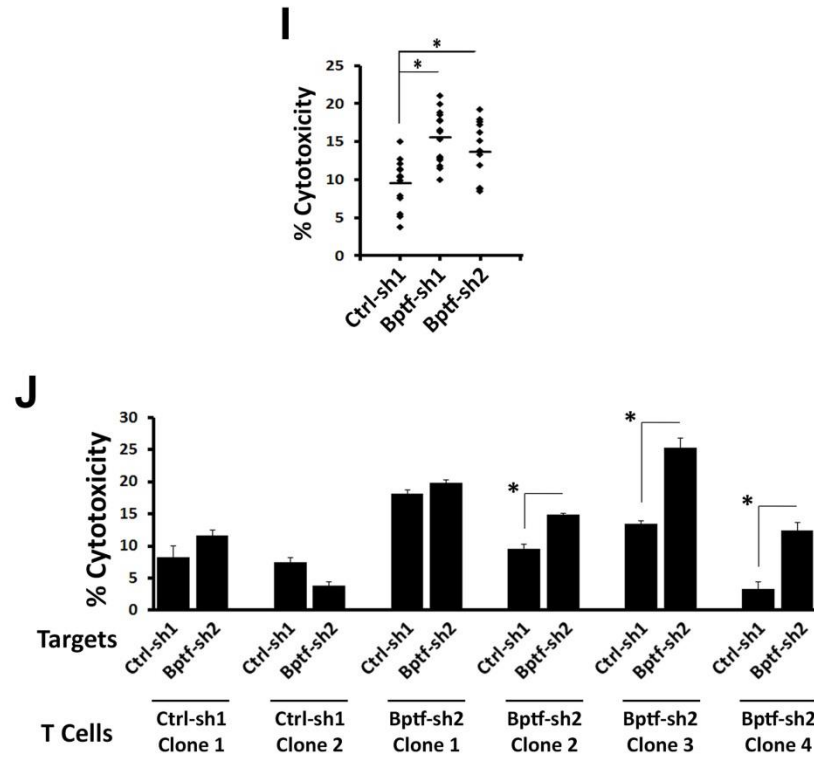 I
* *
25
20
15
10
5
0
% Cytotoxicity
Ctrl-sh1 Bptf-sh1 Bptf-sh2
J
30
25
20
15
10
5
0
% Cytotoxicity
* * *
Targets Ctrl-sh1 Bptf-sh2 Ctrl-sh1 Bptf-sh2 Ctrl-sh1 Bptf-sh2 Ctrl-sh1 Bptf-sh2 Ctrl-sh1 Bptf-sh2 Ctrl-sh1 Bptf-sh2
T Cells
Ctrl-sh1 Ctrl-sh1 Bptf-sh2 Bptf-sh2 Bptf-sh2 Bptf-sh2
Clone 1 Clone 2 Clone 1 Clone 2 Clone 3 Clone 4